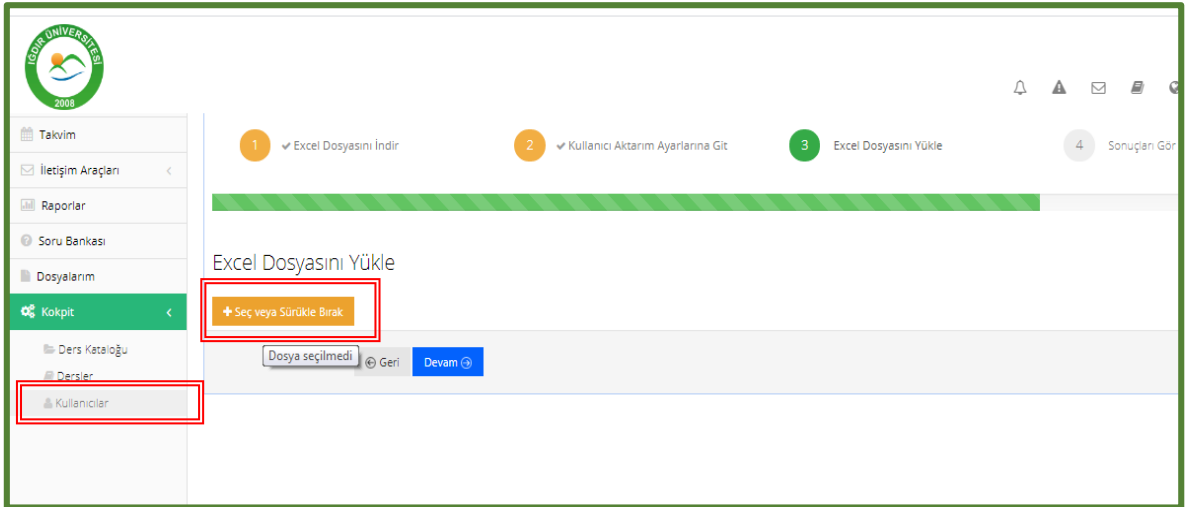 IĞDIR ÜNİVERSİTESİ
2008
Takvim
İletişim Araçları
Raporlar
Soru Bankası
Dosyalarım
Kokpit
Ders Kataloğu
Dersler
Kullanıcılar
1 Excel Dosyasını İndir
2 Kullanıcı Aktarım Ayarlarına Git
3 Excel Dosyasını Yükle
4 Sonuçları Gör
Excel Dosyasını Yükle
+ Seç veya Sürükle Bırak
Dosya seçilmedi
Geri
Devam